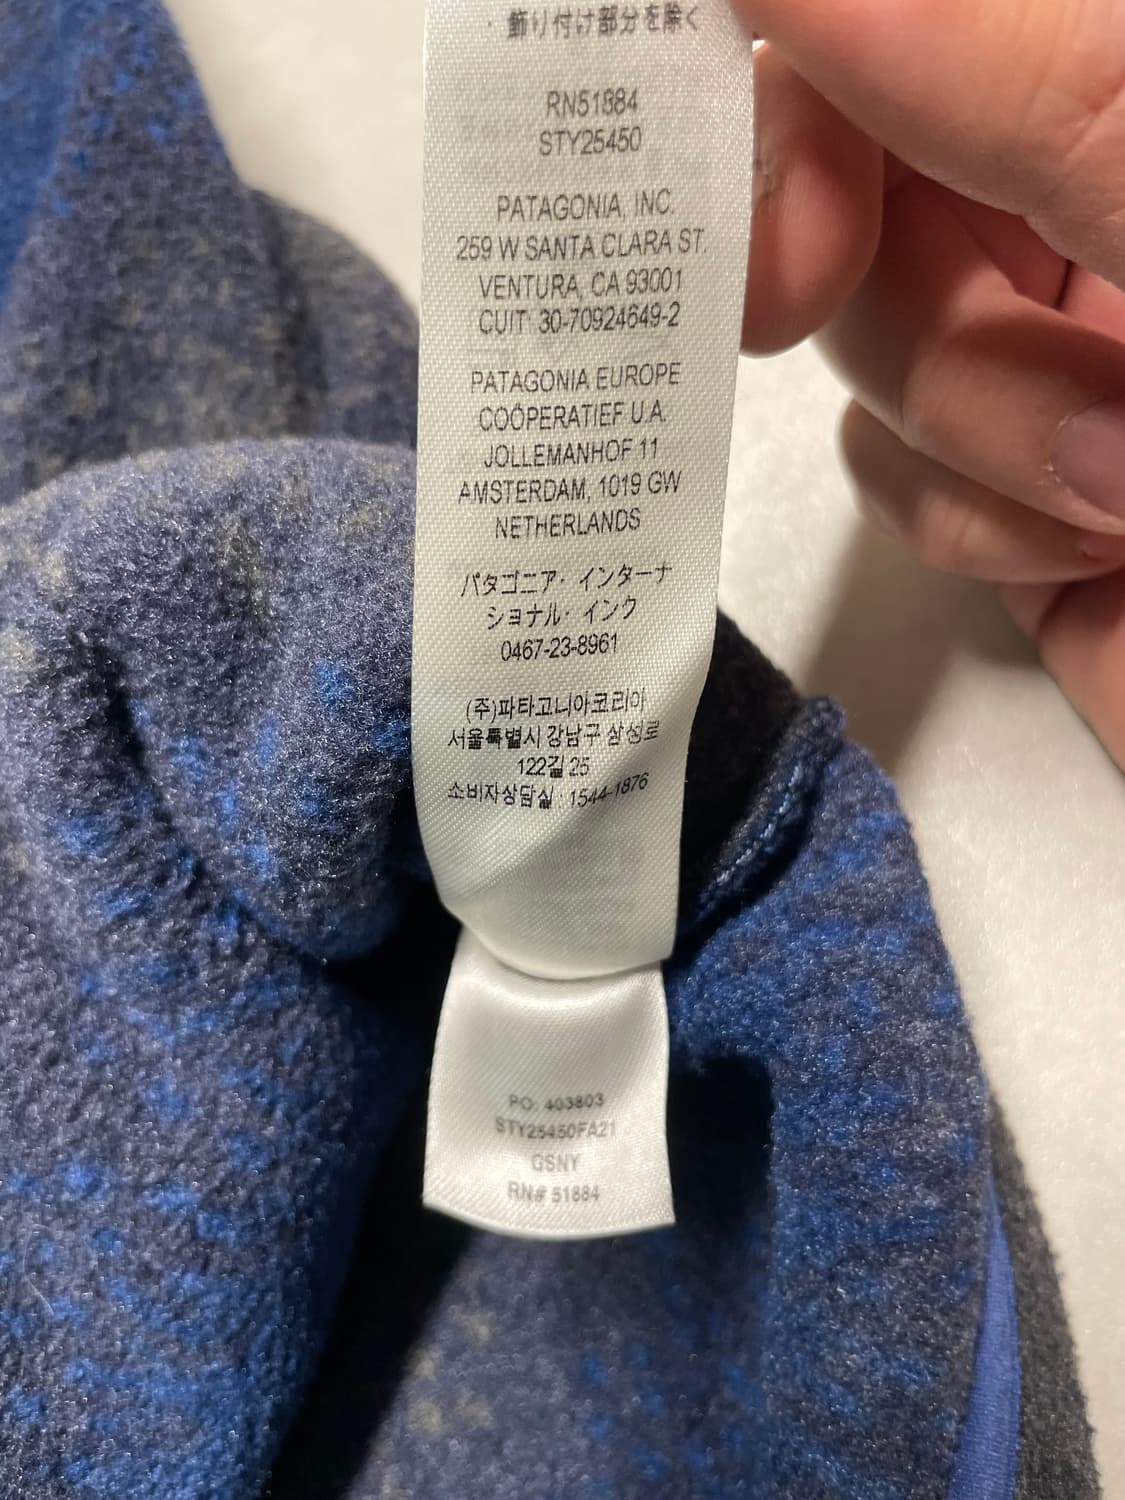 ・飾り付け部分を除く
RN51884
STY25450
PATAGONIA, INC.
259 W SANTA CLARA ST.
VENTURA, CA 93001
CUIT: 30-70924649-2
PATAGONIA EUROPE
COÖPERATIEF U.A.
JOLLEMANHOF 11
AMSTERDAM, 1019 GW
NETHERLANDS
パタゴニア・インターナ
ショナル・インク
0467-23-8961
(주)파타고니아코리아
서울특별시 강남구 삼성로
122길 25
소비자상담실: 1544-1876
PO: 403803
STY25450FA21
GSNY
RN# 51884